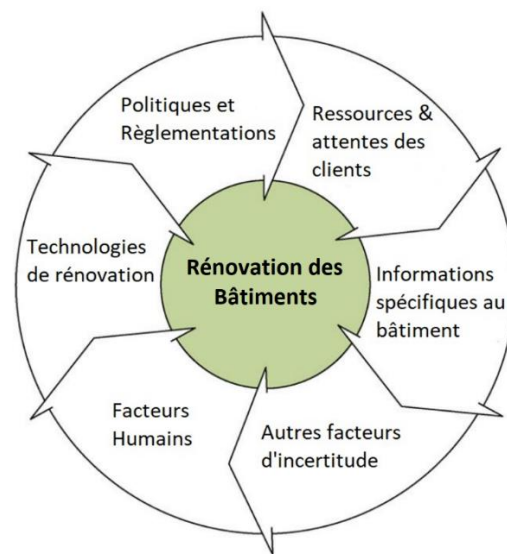 Politiques et
Règlementations
Ressources &
attentes des
clients
Technologies
de rénovation
Rénovation des
Bâtiments
Informations
spécifiques au
bâtiment
Facteurs
Humains
Autres facteurs
d'incertitude